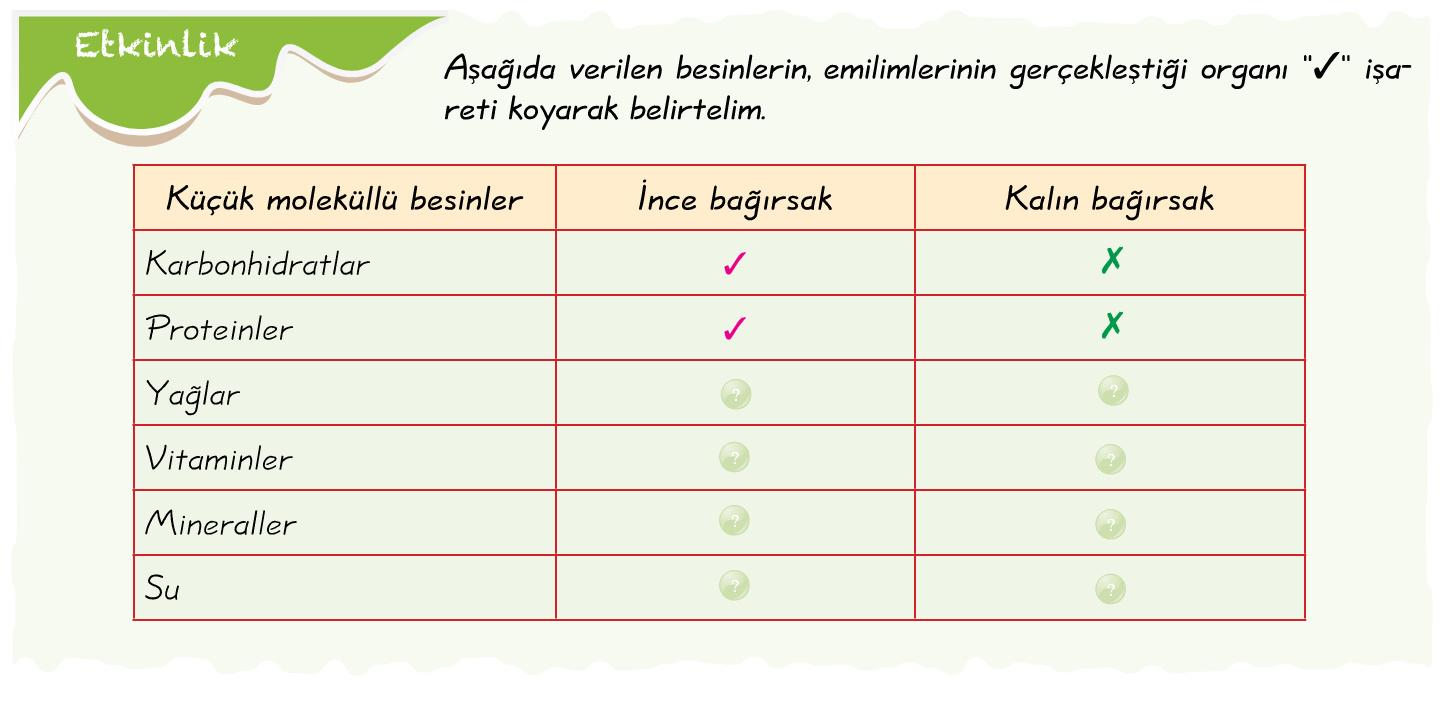 Etkinlik
Aşağıda verilen besinlerin, emilimlerinin gerçekleştiği organı "✓" işa-
reti koyarak belirtelim.
Küçük moleküllü besinler İnce bağırsak Kalın bağırsak
Karbonhidratlar ✓ ✗
Proteinler ✓ ✗
Yağlar ? ?
Vitaminler ? ?
Mineraller ? ?
Su ? ?